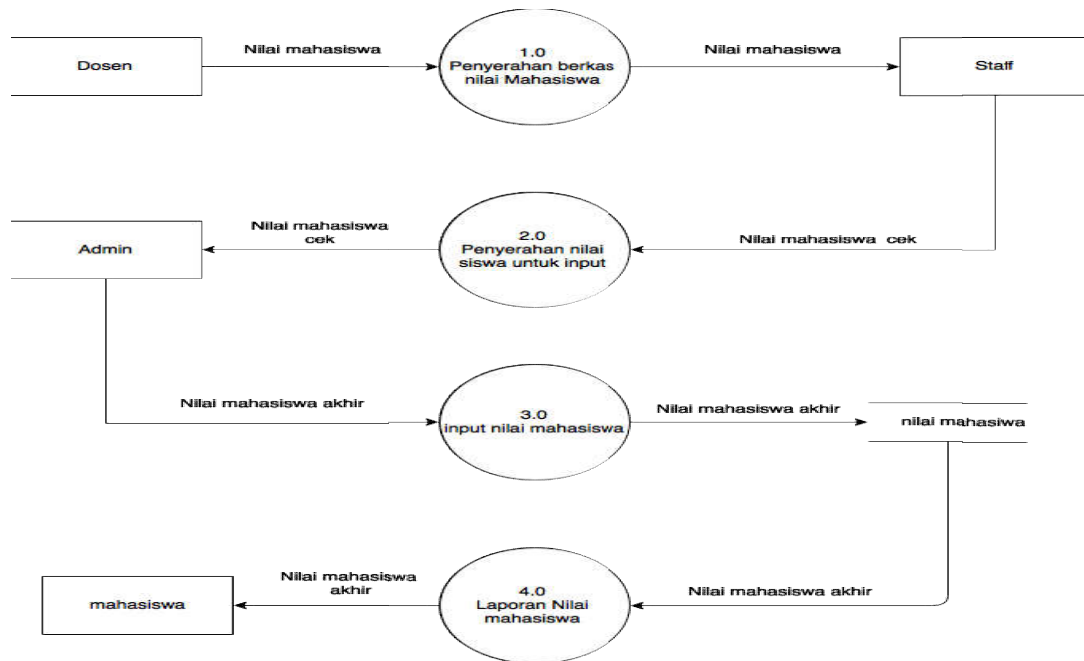 Nilai mahasiswa
Nilai mahasiswa
Dosen
1.0
Penyerahan berkas
nilai Mahasiswa
Staff
Nilai mahasiswa
cek
Nilai mahasiswa cek
Admin
2.0
Penyerahan nilai
siswa untuk input
Nilai mahasiswa akhir
Nilai mahasiswa akhir
3.0
input nilai mahasiswa
nilai mahasiwa
Nilai mahasiswa
akhir
Nilai mahasiswa akhir
mahasiswa
4.0
Laporan Nilai
mahasiswa